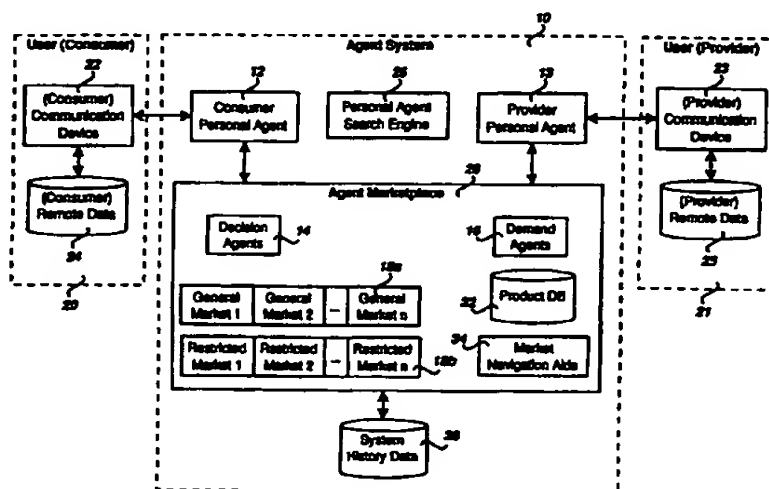 10
User (Consumer)
Agent System
User (Provider)
22
12
26
13
23
(Consumer)
Communication
Device
Consumer
Personal Agent
Personal Agent
Search Engine
Provider
Personal Agent
(Provider)
Communication
Device
Agent Marketplace
(Consumer)
Remote Data
(Provider)
Remote Data
Decision
Agents
14
Demand
Agents
16
24
25
20
21
18a
General
Market 1
General
Market 2
...
General
Market n
Product DB
Restricted
Market 1
Restricted
Market 2
...
Restricted
Market n
18b
Market
Navigation Aids
System
History Data